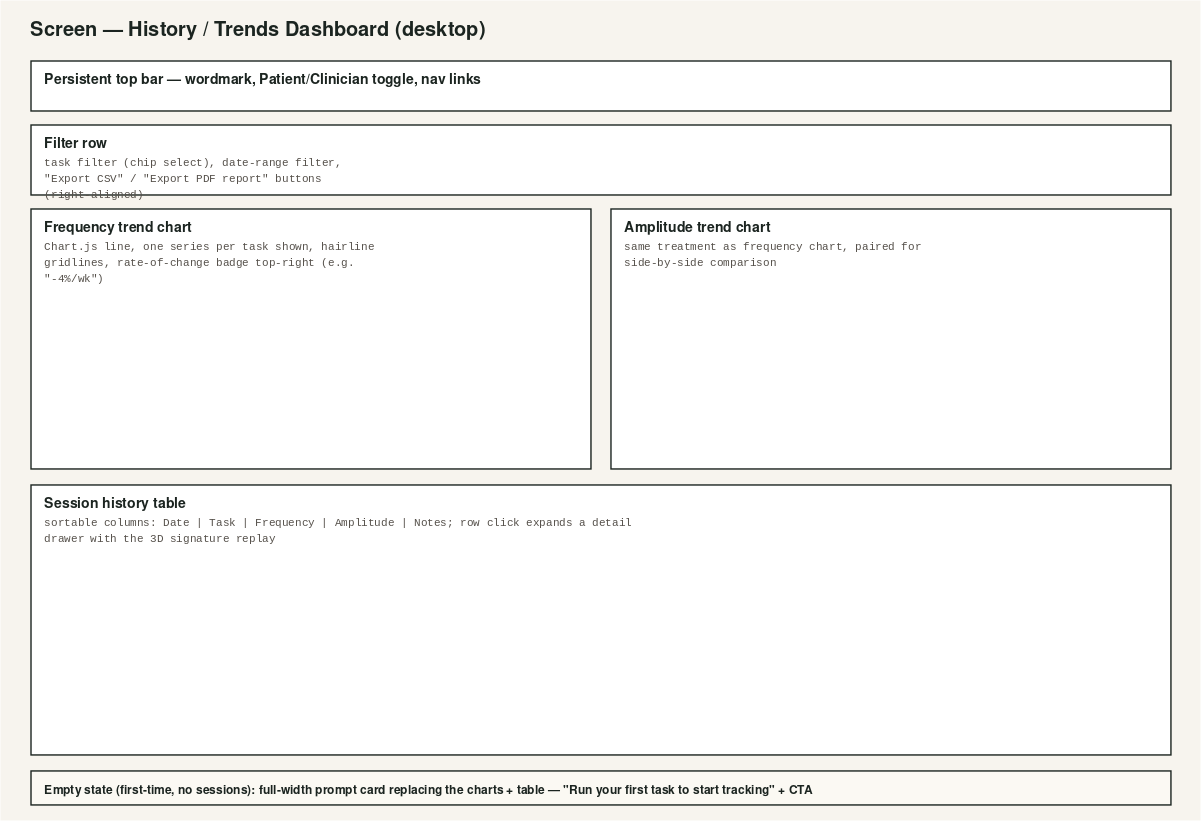 Screen — History / Trends Dashboard (desktop)
Persistent top bar — wordmark, Patient/Clinician toggle, nav links
Filter row
task filter (chip select), date-range filter,
"Export CSV" / "Export PDF report" buttons
(right-aligned)
Frequency trend chart
Chart.js line, one series per task shown, hairline
gridlines, rate-of-change badge top-right (e.g.
"-4%/wk")
Amplitude trend chart
same treatment as frequency chart, paired for
side-by-side comparison
Session history table
sortable columns: Date | Task | Frequency | Amplitude | Notes; row click expands a detail
drawer with the 3D signature replay
Empty state (first-time, no sessions): full-width prompt card replacing the charts + table — "Run your first task to start tracking" + CTA